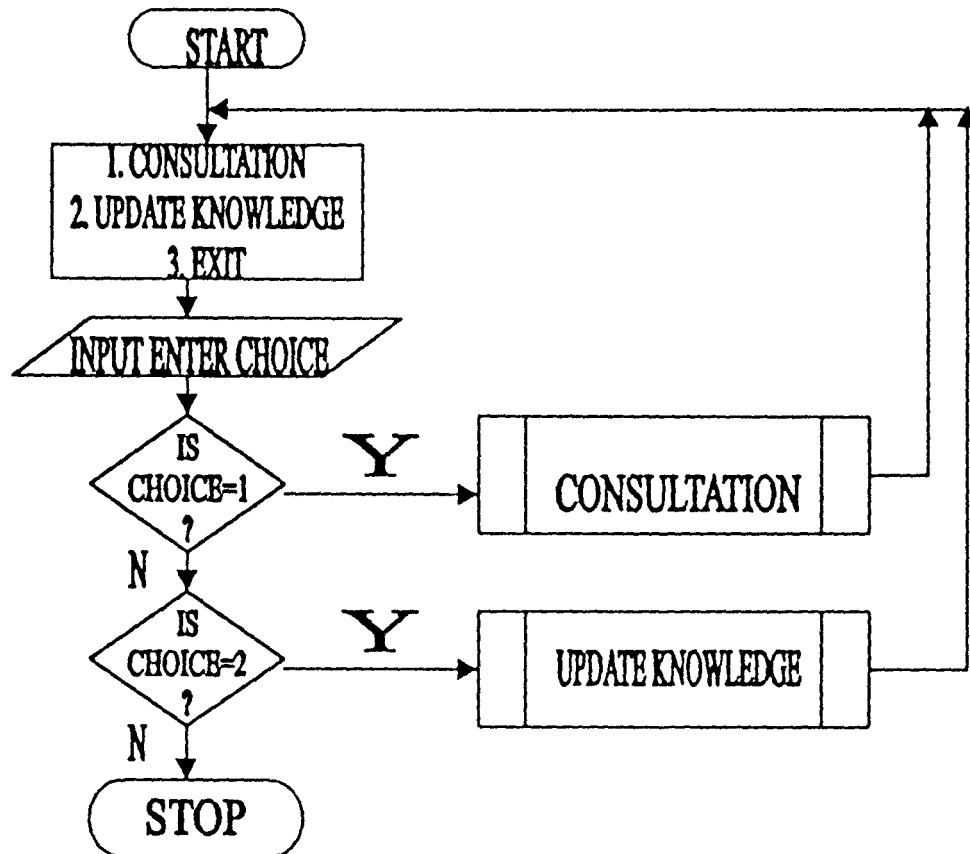 START
1. CONSULTATION
2. UPDATE KNOWLEDGE
3. EXIT
INPUT ENTER CHOICE
IS
CHOICE=1
?
Y
CONSULTATION
N
IS
CHOICE=2
?
Y
UPDATE KNOWLEDGE
N
STOP